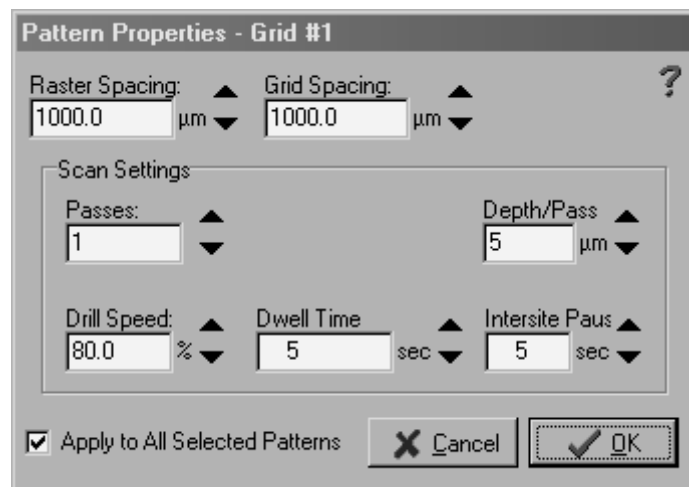 Pattern Properties - Grid #1
Raster Spacing: Grid Spacing:
1000.0 µm 1000.0 µm
?
Scan Settings
Passes: Depth/Pass
1 5 µm
Drill Speed: Dwell Time Intersite Paus
80.0 % 5 sec 5 sec
Apply to All Selected Patterns Cancel OK